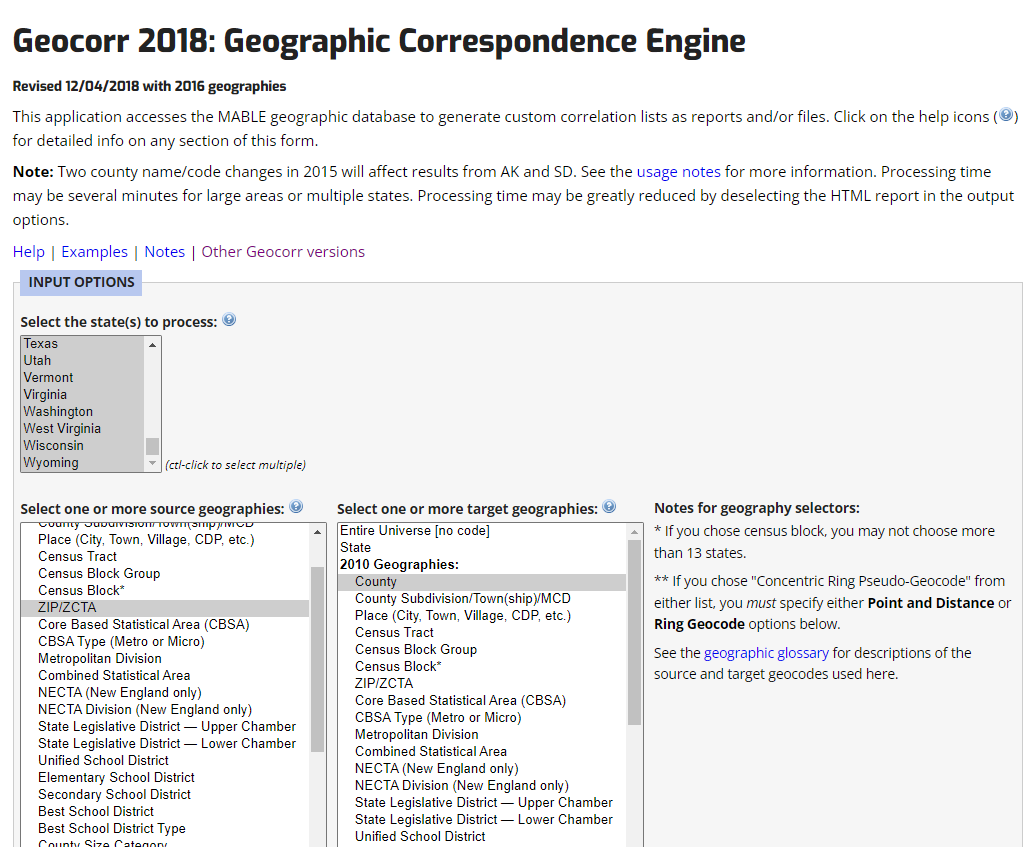 Geocorr 2018: Geographic Correspondence Engine
Revised 12/04/2018 with 2016 geographies
This application accesses the MABLE geographic database to generate custom correlation lists as reports and/or files. Click on the help icons (?)
for detailed info on any section of this form.
Note: Two county name/code changes in 2015 will affect results from AK and SD. See the usage notes for more information. Processing time
may be several minutes for large areas or multiple states. Processing time may be greatly reduced by deselecting the HTML report in the output
options.
Help | Examples | Notes | Other Geocorr versions
INPUT OPTIONS
Select the state(s) to process: ?
Texas
Utah
Vermont
Virginia
Washington
West Virginia
Wisconsin
Wyoming
(ctl-click to select multiple)
Select one or more source geographies: ?
County Subdivision/Town(ship)/MCD
Place (City, Town, Village, CDP, etc.)
Census Tract
Census Block Group
Census Block*
ZIP/ZCTA
Core Based Statistical Area (CBSA)
CBSA Type (Metro or Micro)
Metropolitan Division
Combined Statistical Area
NECTA (New England only)
NECTA Division (New England only)
State Legislative District — Upper Chamber
State Legislative District — Lower Chamber
Unified School District
Elementary School District
Secondary School District
Best School District
Best School District Type
County Size Category
Select one or more target geographies: ?
Entire Universe [no code]
State
2010 Geographies:
County
County Subdivision/Town(ship)/MCD
Place (City, Town, Village, CDP, etc.)
Census Tract
Census Block Group
Census Block*
ZIP/ZCTA
Core Based Statistical Area (CBSA)
CBSA Type (Metro or Micro)
Metropolitan Division
Combined Statistical Area
NECTA (New England only)
NECTA Division (New England only)
State Legislative District — Upper Chamber
State Legislative District — Lower Chamber
Unified School District
Notes for geography selectors:
* If you chose census block, you may not choose more
than 13 states.
** If you chose "Concentric Ring Pseudo-Geocode" from
either list, you must specify either Point and Distance or
Ring Geocode options below.
See the geographic glossary for descriptions of the
source and target geocodes used here.